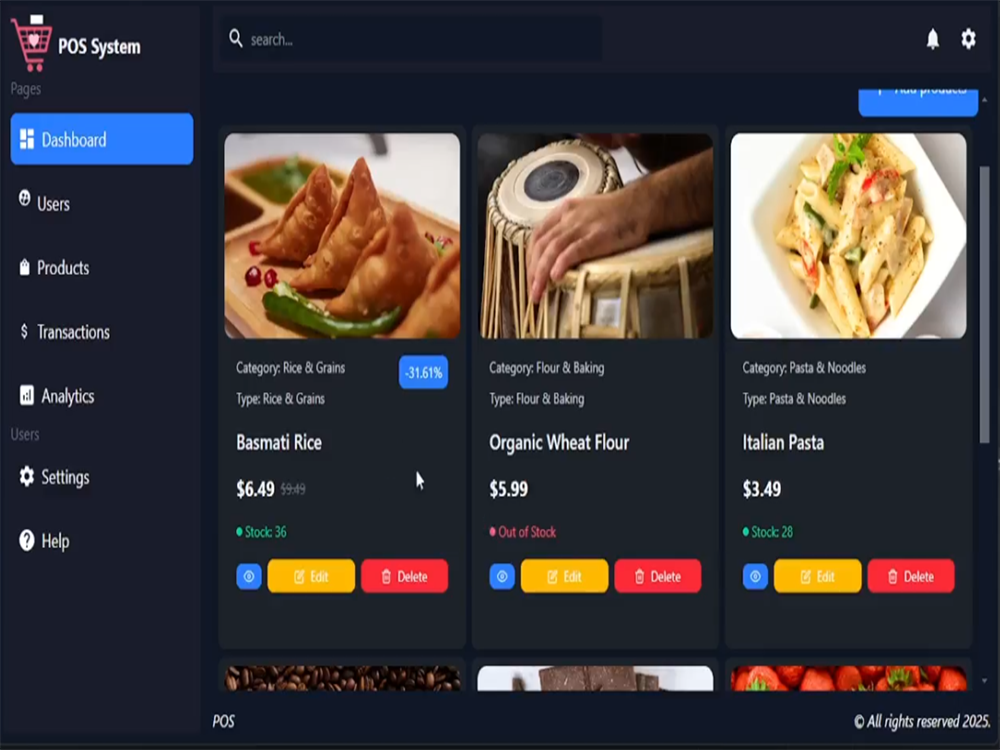 POS System
search...
Pages
Dashboard
Users
Products
Transactions
Analytics
Users
Settings
Help
+ Add products
Category: Rice & Grains
-31.61%
Type: Rice & Grains
Basmati Rice
$6.49 $9.49
Stock: 36
Edit
Delete
Category: Flour & Baking
Type: Flour & Baking
Organic Wheat Flour
$5.99
Out of Stock
Edit
Delete
Category: Pasta & Noodles
Type: Pasta & Noodles
Italian Pasta
$3.49
Stock: 28
Edit
Delete
POS
© All rights reserved 2025.